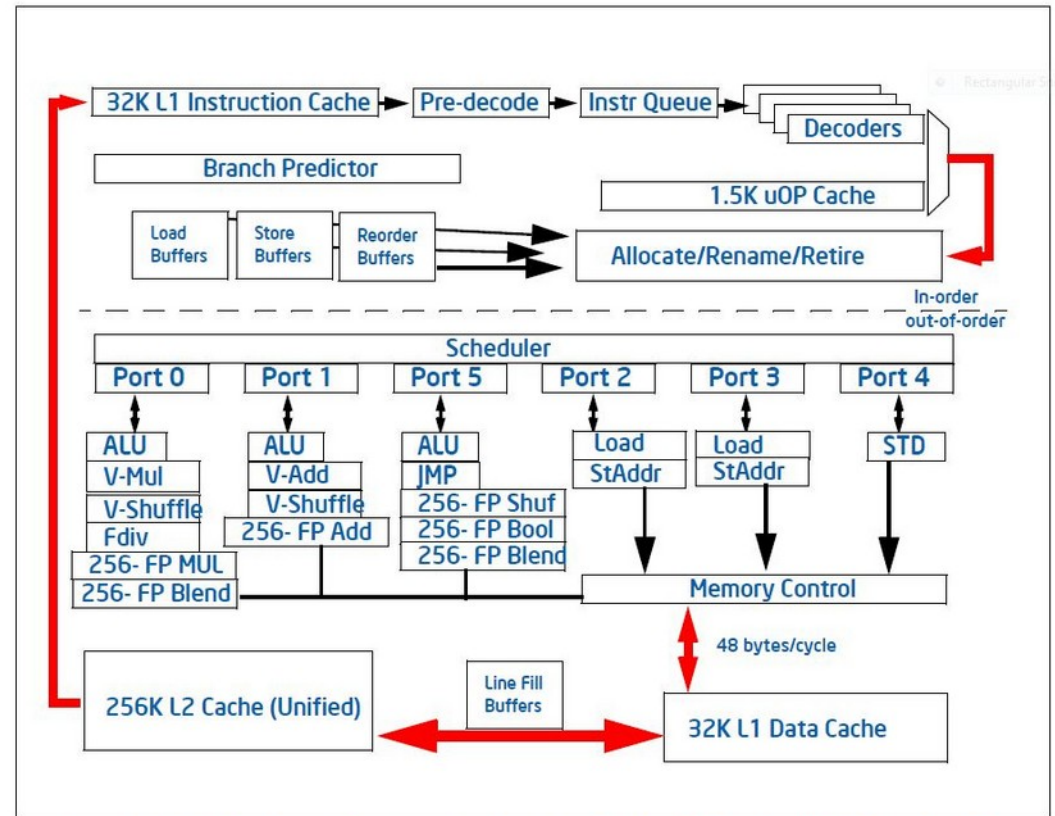 Rectangular Sn
32K L1 Instruction Cache
Pre-decode
Instr Queue
Decoders
Branch Predictor
1.5K uOP Cache
Load
Buffers
Store
Buffers
Reorder
Buffers
Allocate/Rename/Retire
In-order
out-of-order
Scheduler
Port 0
Port 1
Port 5
Port 2
Port 3
Port 4
ALU
V-Mul
V-Shuffle
Fdiv
256- FP MUL
256- FP Blend
ALU
V-Add
V-Shuffle
256- FP Add
ALU
JMP
256- FP Shuf
256- FP Bool
256- FP Blend
Load
StAddr
Load
StAddr
STD
Memory Control
48 bytes/cycle
256K L2 Cache (Unified)
Line Fill
Buffers
32K L1 Data Cache